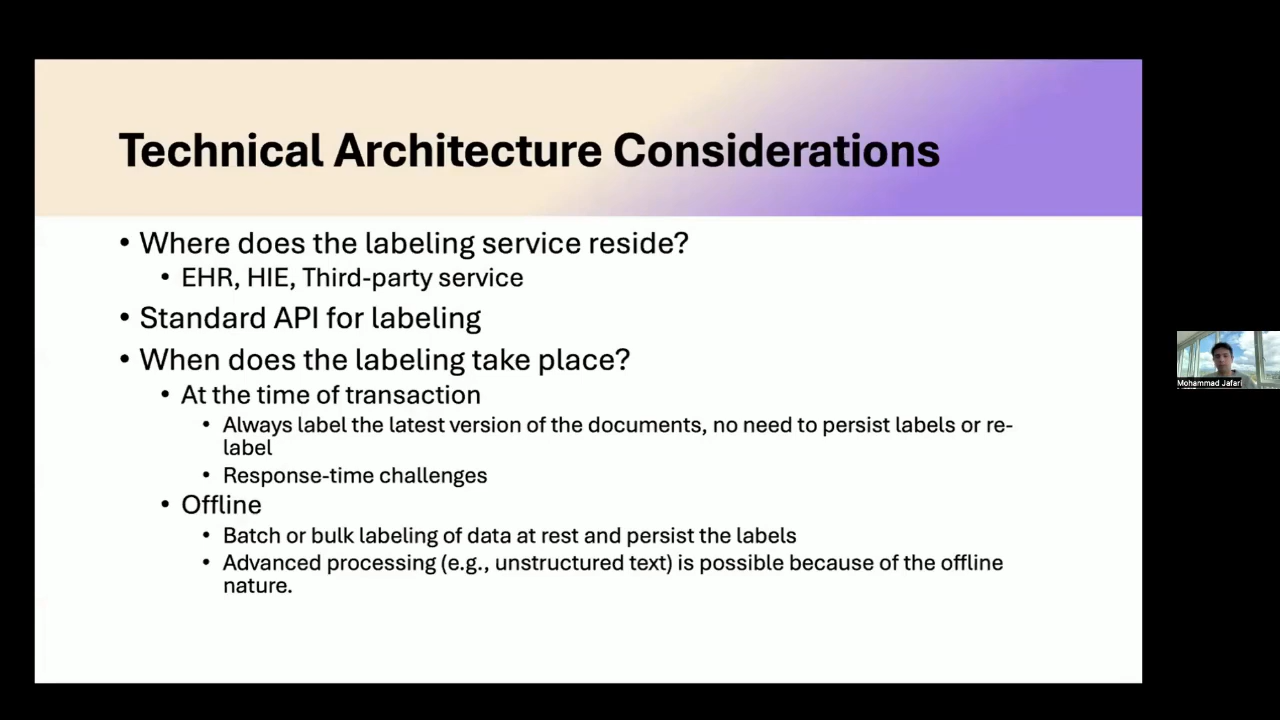 Technical Architecture Considerations
• Where does the labeling service reside?
• EHR, HIE, Third-party service
• Standard API for labeling
• When does the labeling take place?
• At the time of transaction
• Always label the latest version of the documents, no need to persist labels or re-
label
• Response-time challenges
• Offline
• Batch or bulk labeling of data at rest and persist the labels
• Advanced processing (e.g., unstructured text) is possible because of the offline
nature.
Mohammad Jafari